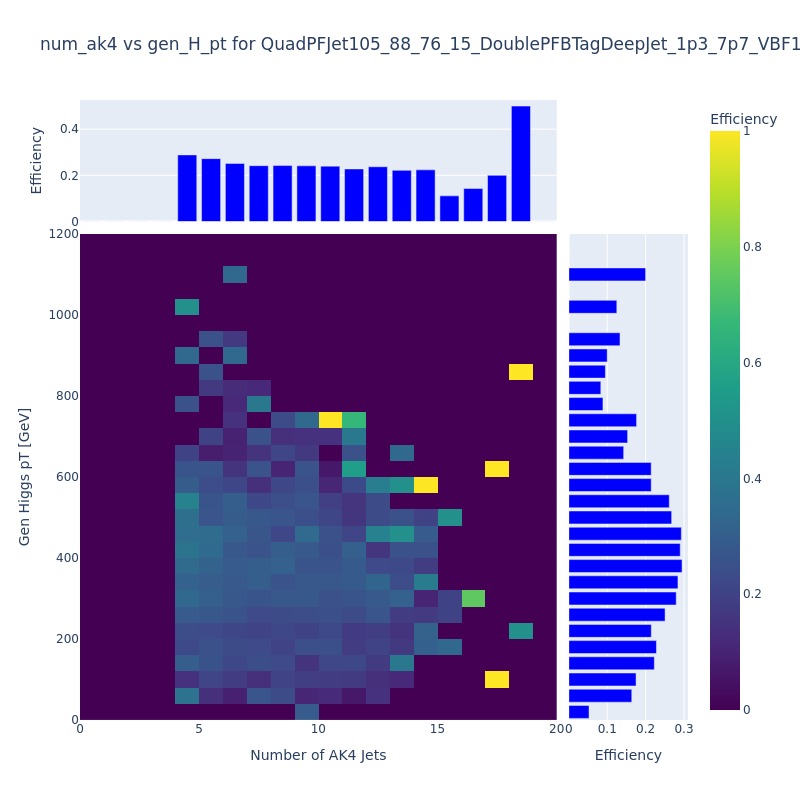 num_ak4 vs gen_H_pt for QuadPFJet105_88_76_15_DoublePFBTagDeepJet_1p3_7p7_VBF1
Efficiency
0.4
0.2
0
Efficiency
1
0.8
0.6
0.4
0.2
0
Gen Higgs pT [GeV]
1200
1000
800
600
400
200
0
0 5 10 15 20
0 0.1 0.2 0.3
Number of AK4 Jets
Efficiency